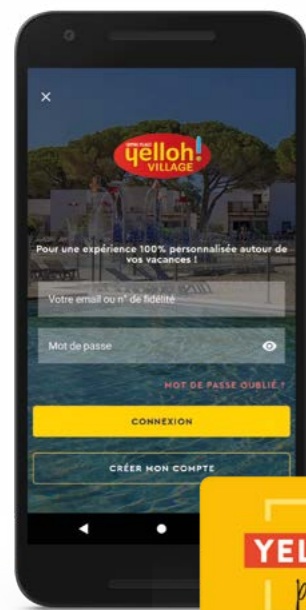 yelloh!
VILLAGE
Pour une expérience 100% personnalisée autour de
vos vacances !
Votre email ou n° de fidélité
Mot de passe
MOT DE PASSE OUBLIÉ ?
CONNEXION
CRÉER MON COMPTE
YEL